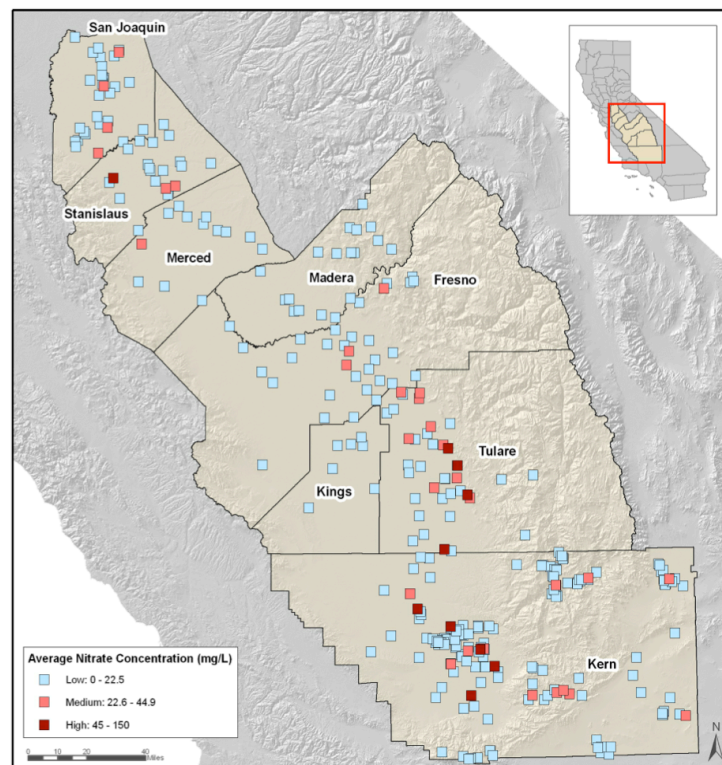 San Joaquin
Stanislaus
Merced
Madera
Fresno
Tulare
Kings
Kern
Average Nitrate Concentration (mg/L)
Low: 0 - 22.5
Medium: 22.6 - 44.9
High: 45 - 150
0 10 20 40
Miles
N